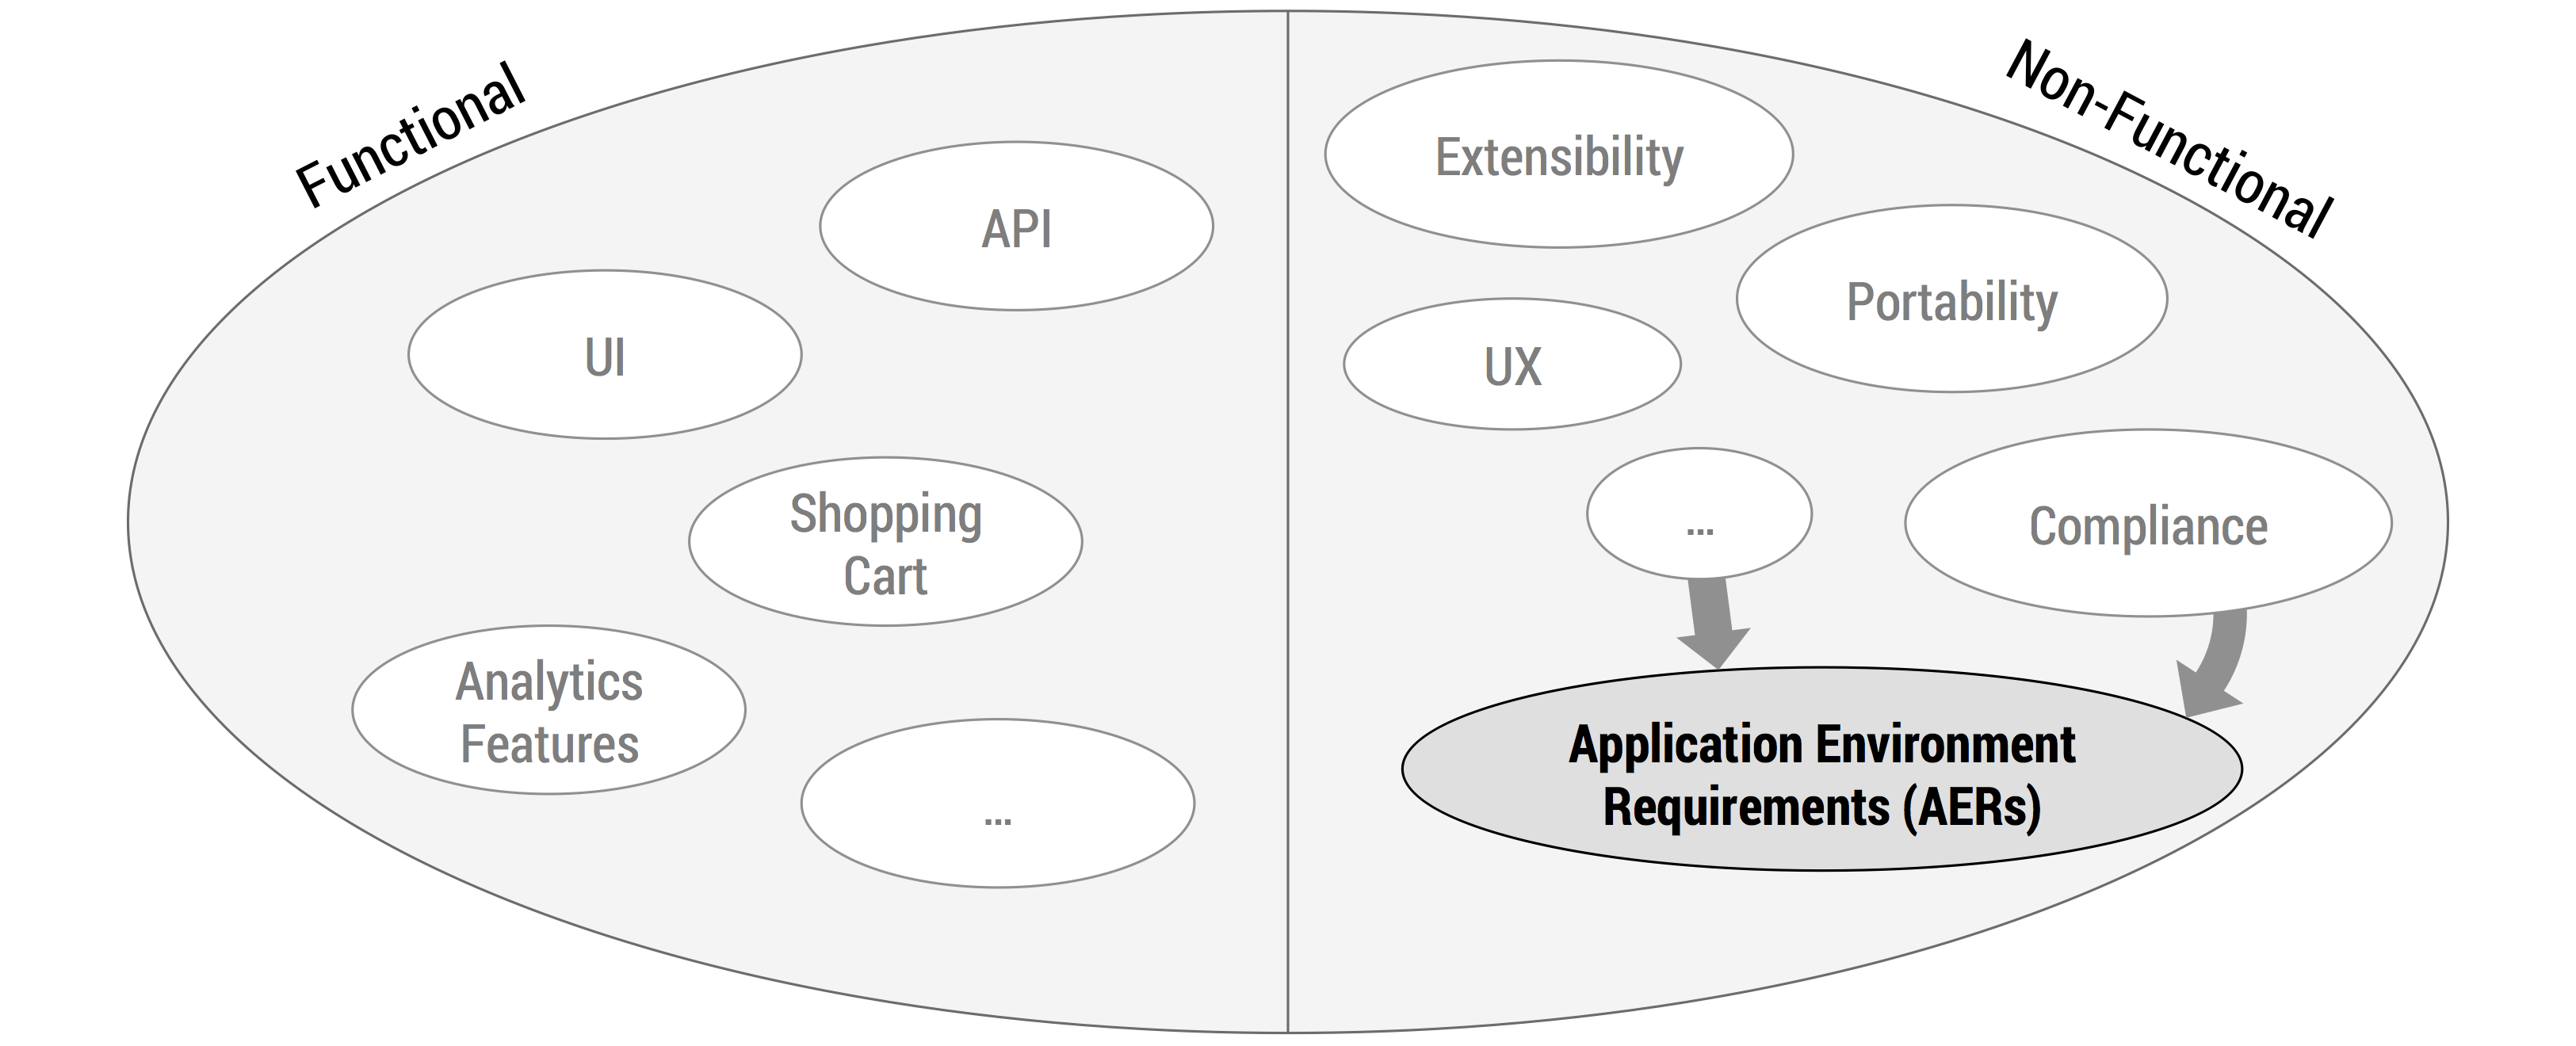 Functional
API
UI
Shopping
Cart
Analytics
Features
...
Non-Functional
Extensibility
Portability
UX
...
Compliance
Application Environment
Requirements (AERs)